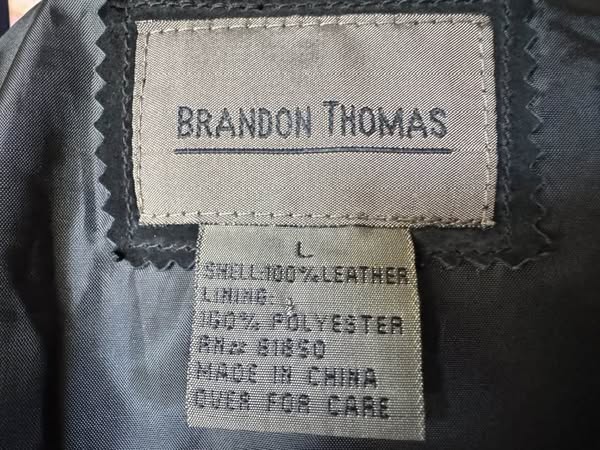 BRANDON THOMAS
L
SHELL:100% LEATHER
LINING:
100% POLYESTER
RN# 81850
MADE IN CHINA
OVER FOR CARE